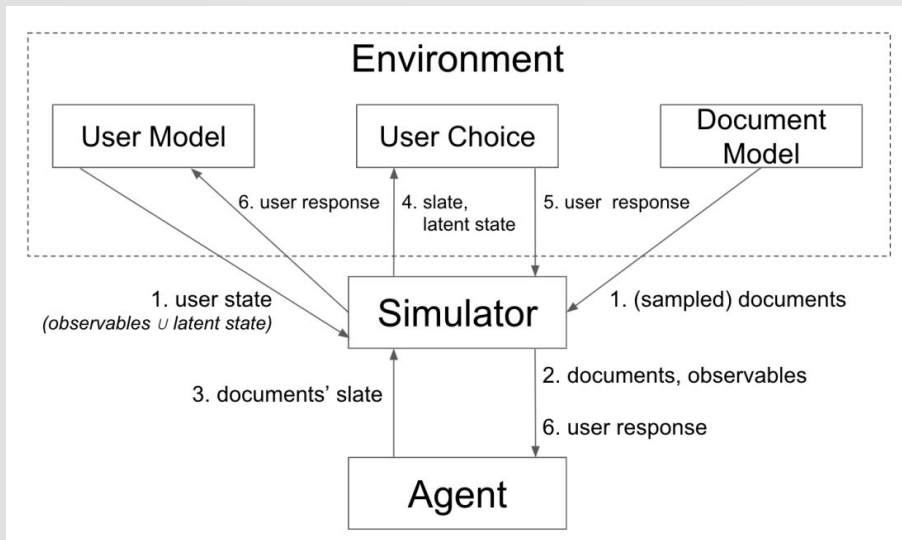 Environment
User Model
User Choice
Document
Model
6. user response
4. slate,
latent state
5. user response
1. user state
(observables ∪ latent state)
Simulator
1. (sampled) documents
3. documents’ slate
2. documents, observables
6. user response
Agent